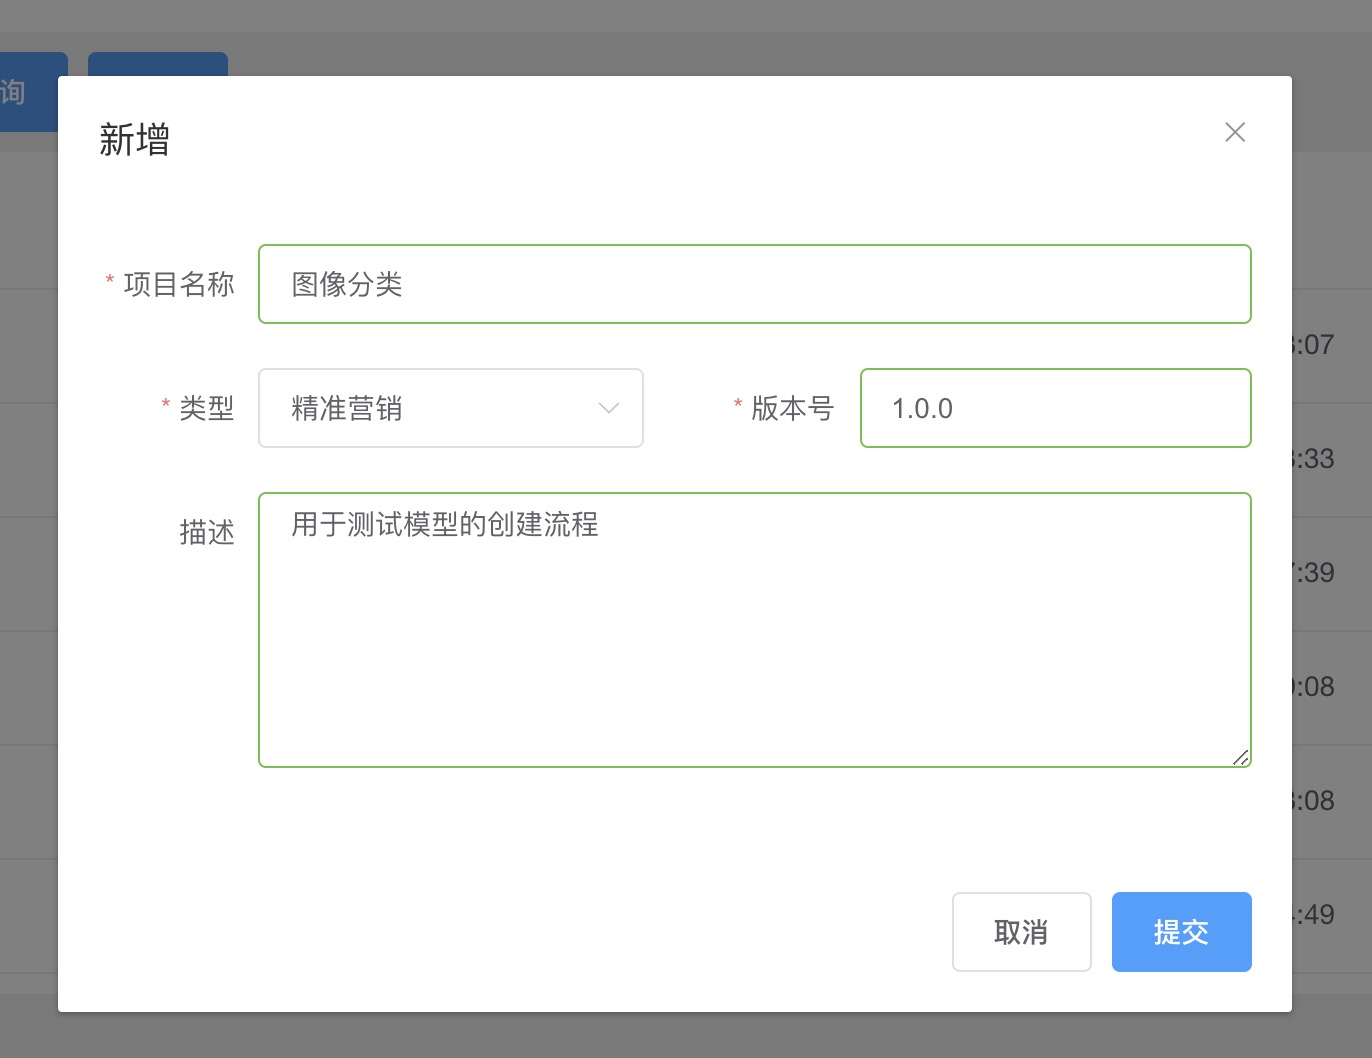 询
新增
* 项目名称 图像分类
* 类型 精准营销 * 版本号 1.0.0
描述 用于测试模型的创建流程
取消 提交
:07
:33
:39
:08
:08
:49